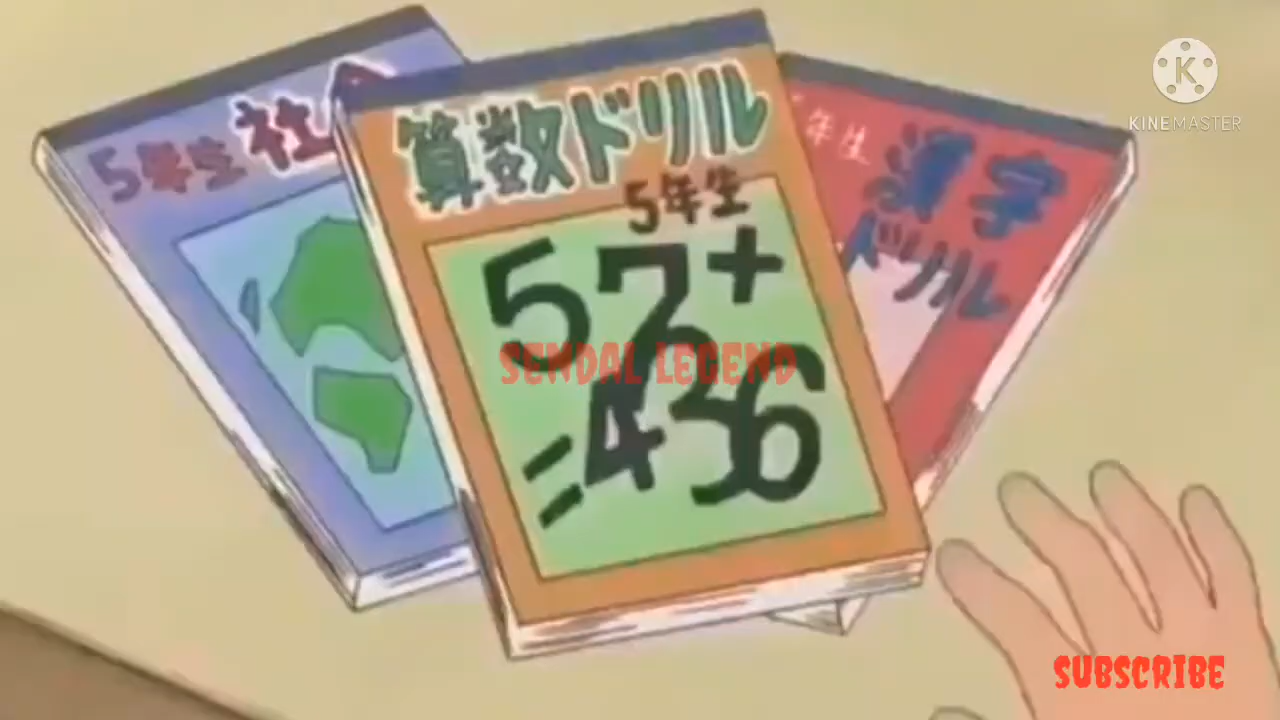 5年生 社会
算数ドリル
5年生
57+
=436
年生
漢字
ドリル
KINEMASTER
SENDAL LEGEND
SUBSCRIBE